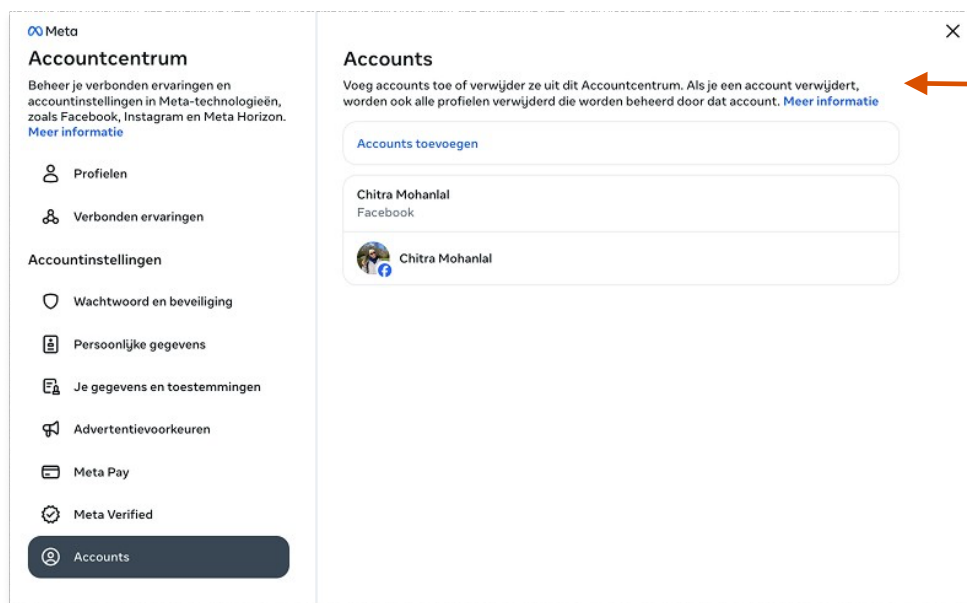 Meta
Accountcentrum
Beheer je verbonden ervaringen en
accountinstellingen in Meta-technologieën,
zoals Facebook, Instagram en Meta Horizon.
Meer informatie
Profielen
Verbonden ervaringen
Accountinstellingen
Wachtwoord en beveiliging
Persoonlijke gegevens
Je gegevens en toestemmingen
Advertentievoorkeuren
Meta Pay
Meta Verified
Accounts
Accounts
Voeg accounts toe of verwijder ze uit dit Accountcentrum. Als je een account verwijdert,
worden ook alle profielen verwijderd die worden beheerd door dat account. Meer informatie
Accounts toevoegen
Chitra Mohanlal
Facebook
Chitra Mohanlal